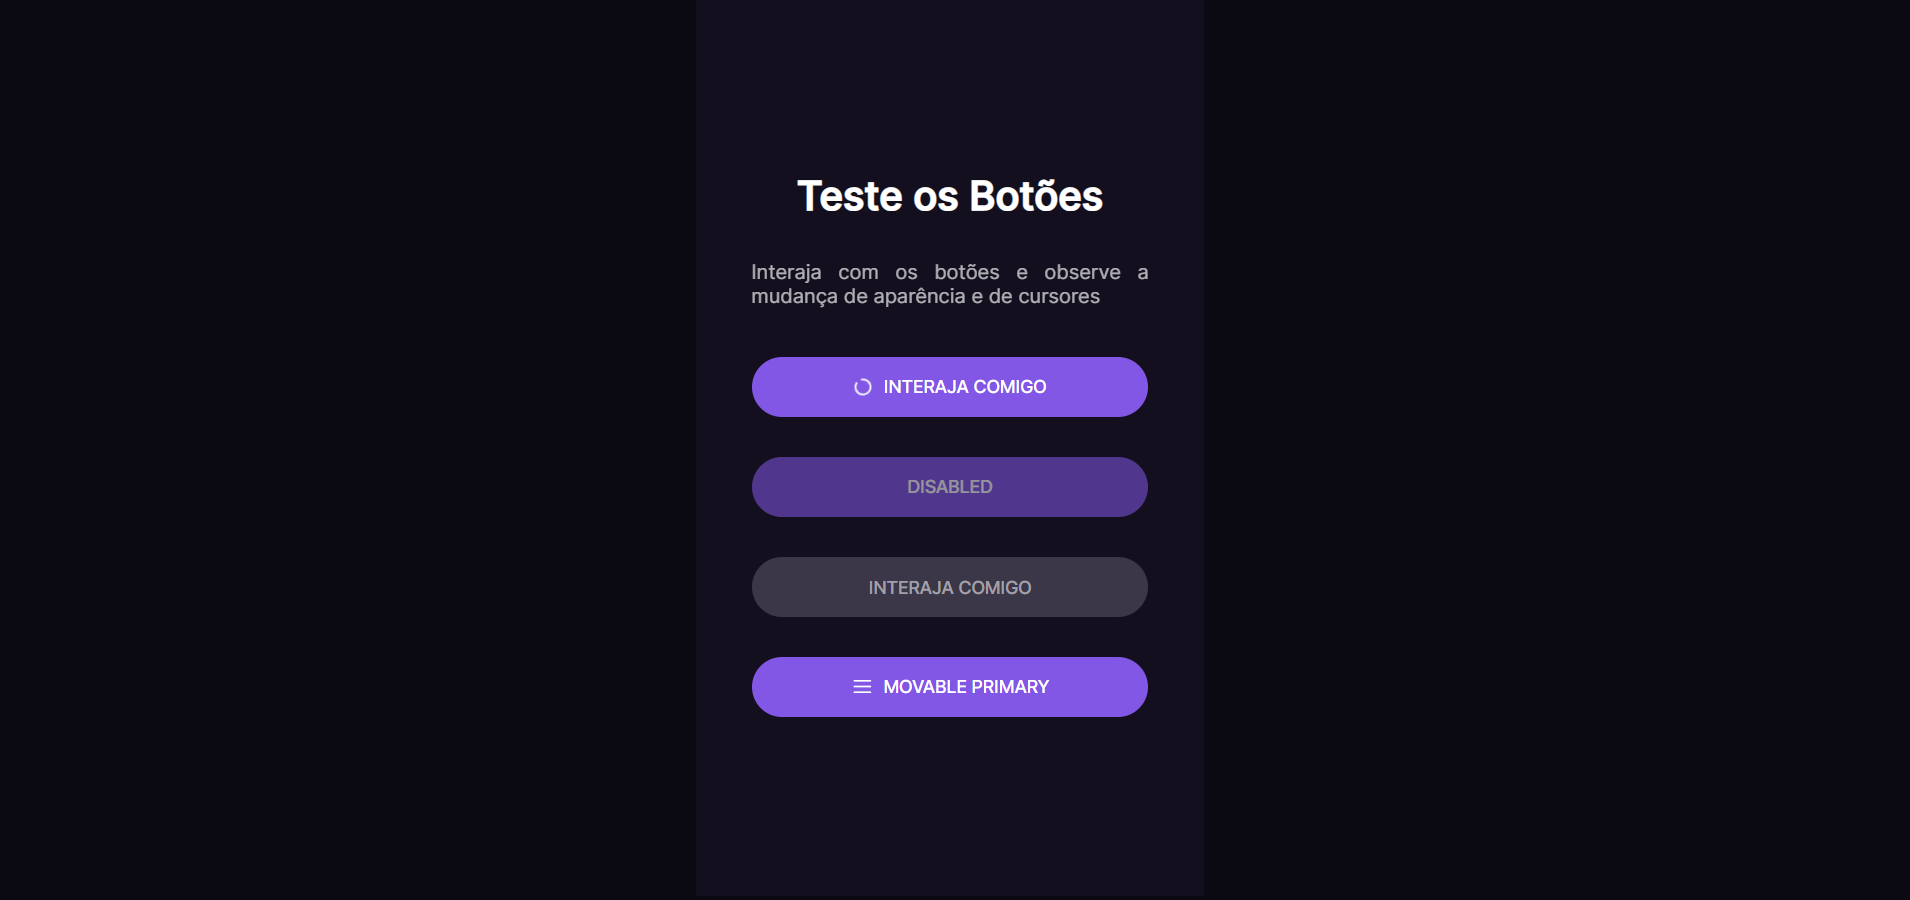 Teste os Botões
Interaja com os botões e observe a
mudança de aparência e de cursores
INTERAJA COMIGO
DISABLED
INTERAJA COMIGO
MOVABLE PRIMARY